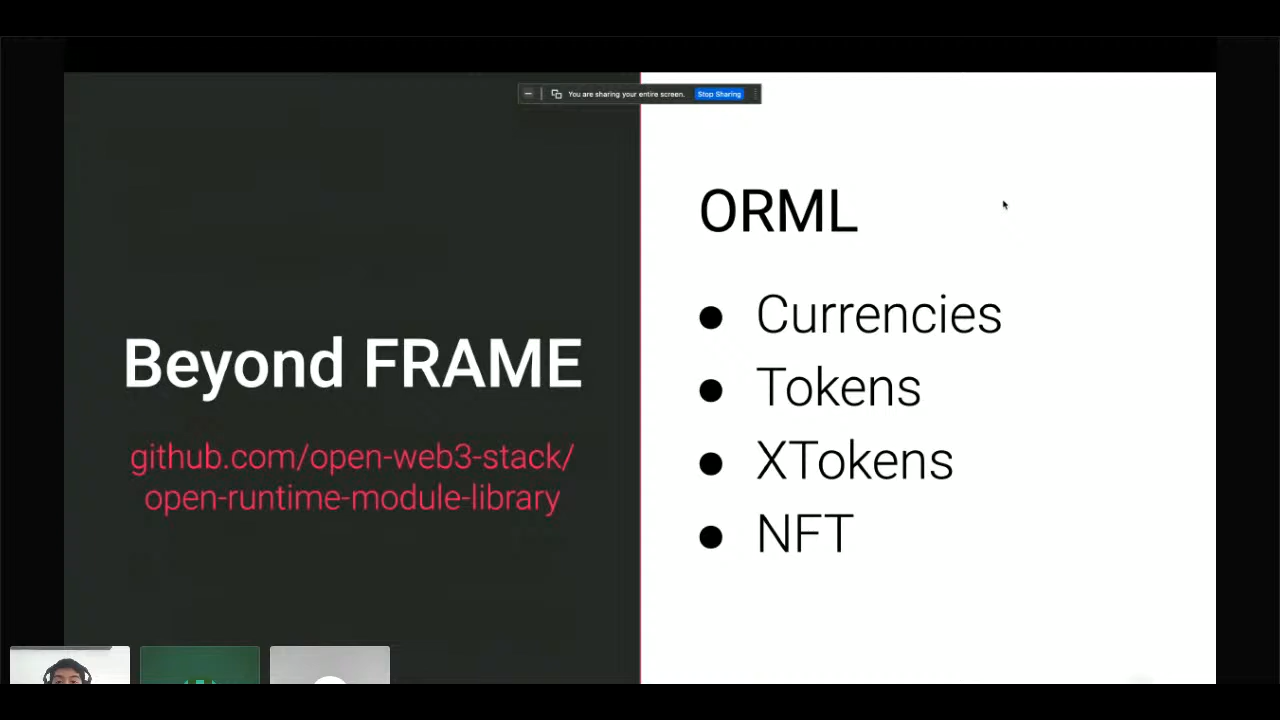 You are sharing your entire screen. Stop Sharing
Beyond FRAME
github.com/open-web3-stack/
open-runtime-module-library
ORML
● Currencies
● Tokens
● XTokens
● NFT